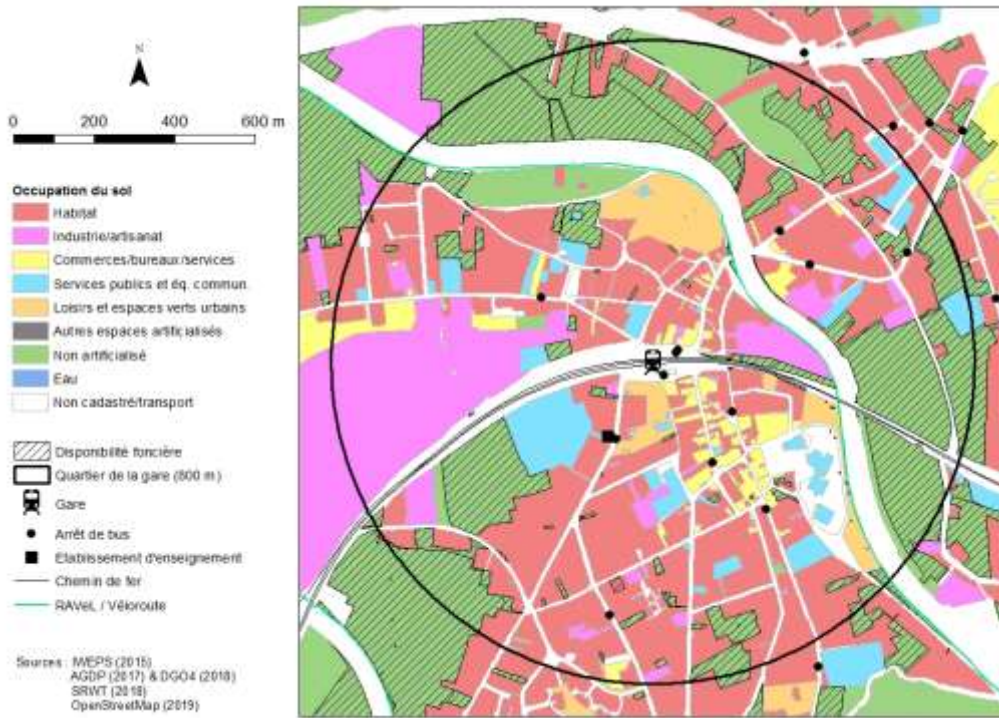 N
0 200 400 600 m
Occupation du sol
Habitat
Industrie/artisanat
Commerces/bureaux/services
Services publics et éq. commun.
Loisirs et espaces verts urbains
Autres espaces artificialisés
Non artificialisé
Eau
Non cadastré/transport
Disponibilité foncière
Quartier de la gare (800 m)
Gare
Arrêt de bus
Etablissement d'enseignement
Chemin de fer
RAVeL / Véloroute
Sources : IWEPS (2015)
AGDP (2017) & DGO4 (2018)
SRWT (2018)
OpenStreetMap (2019)